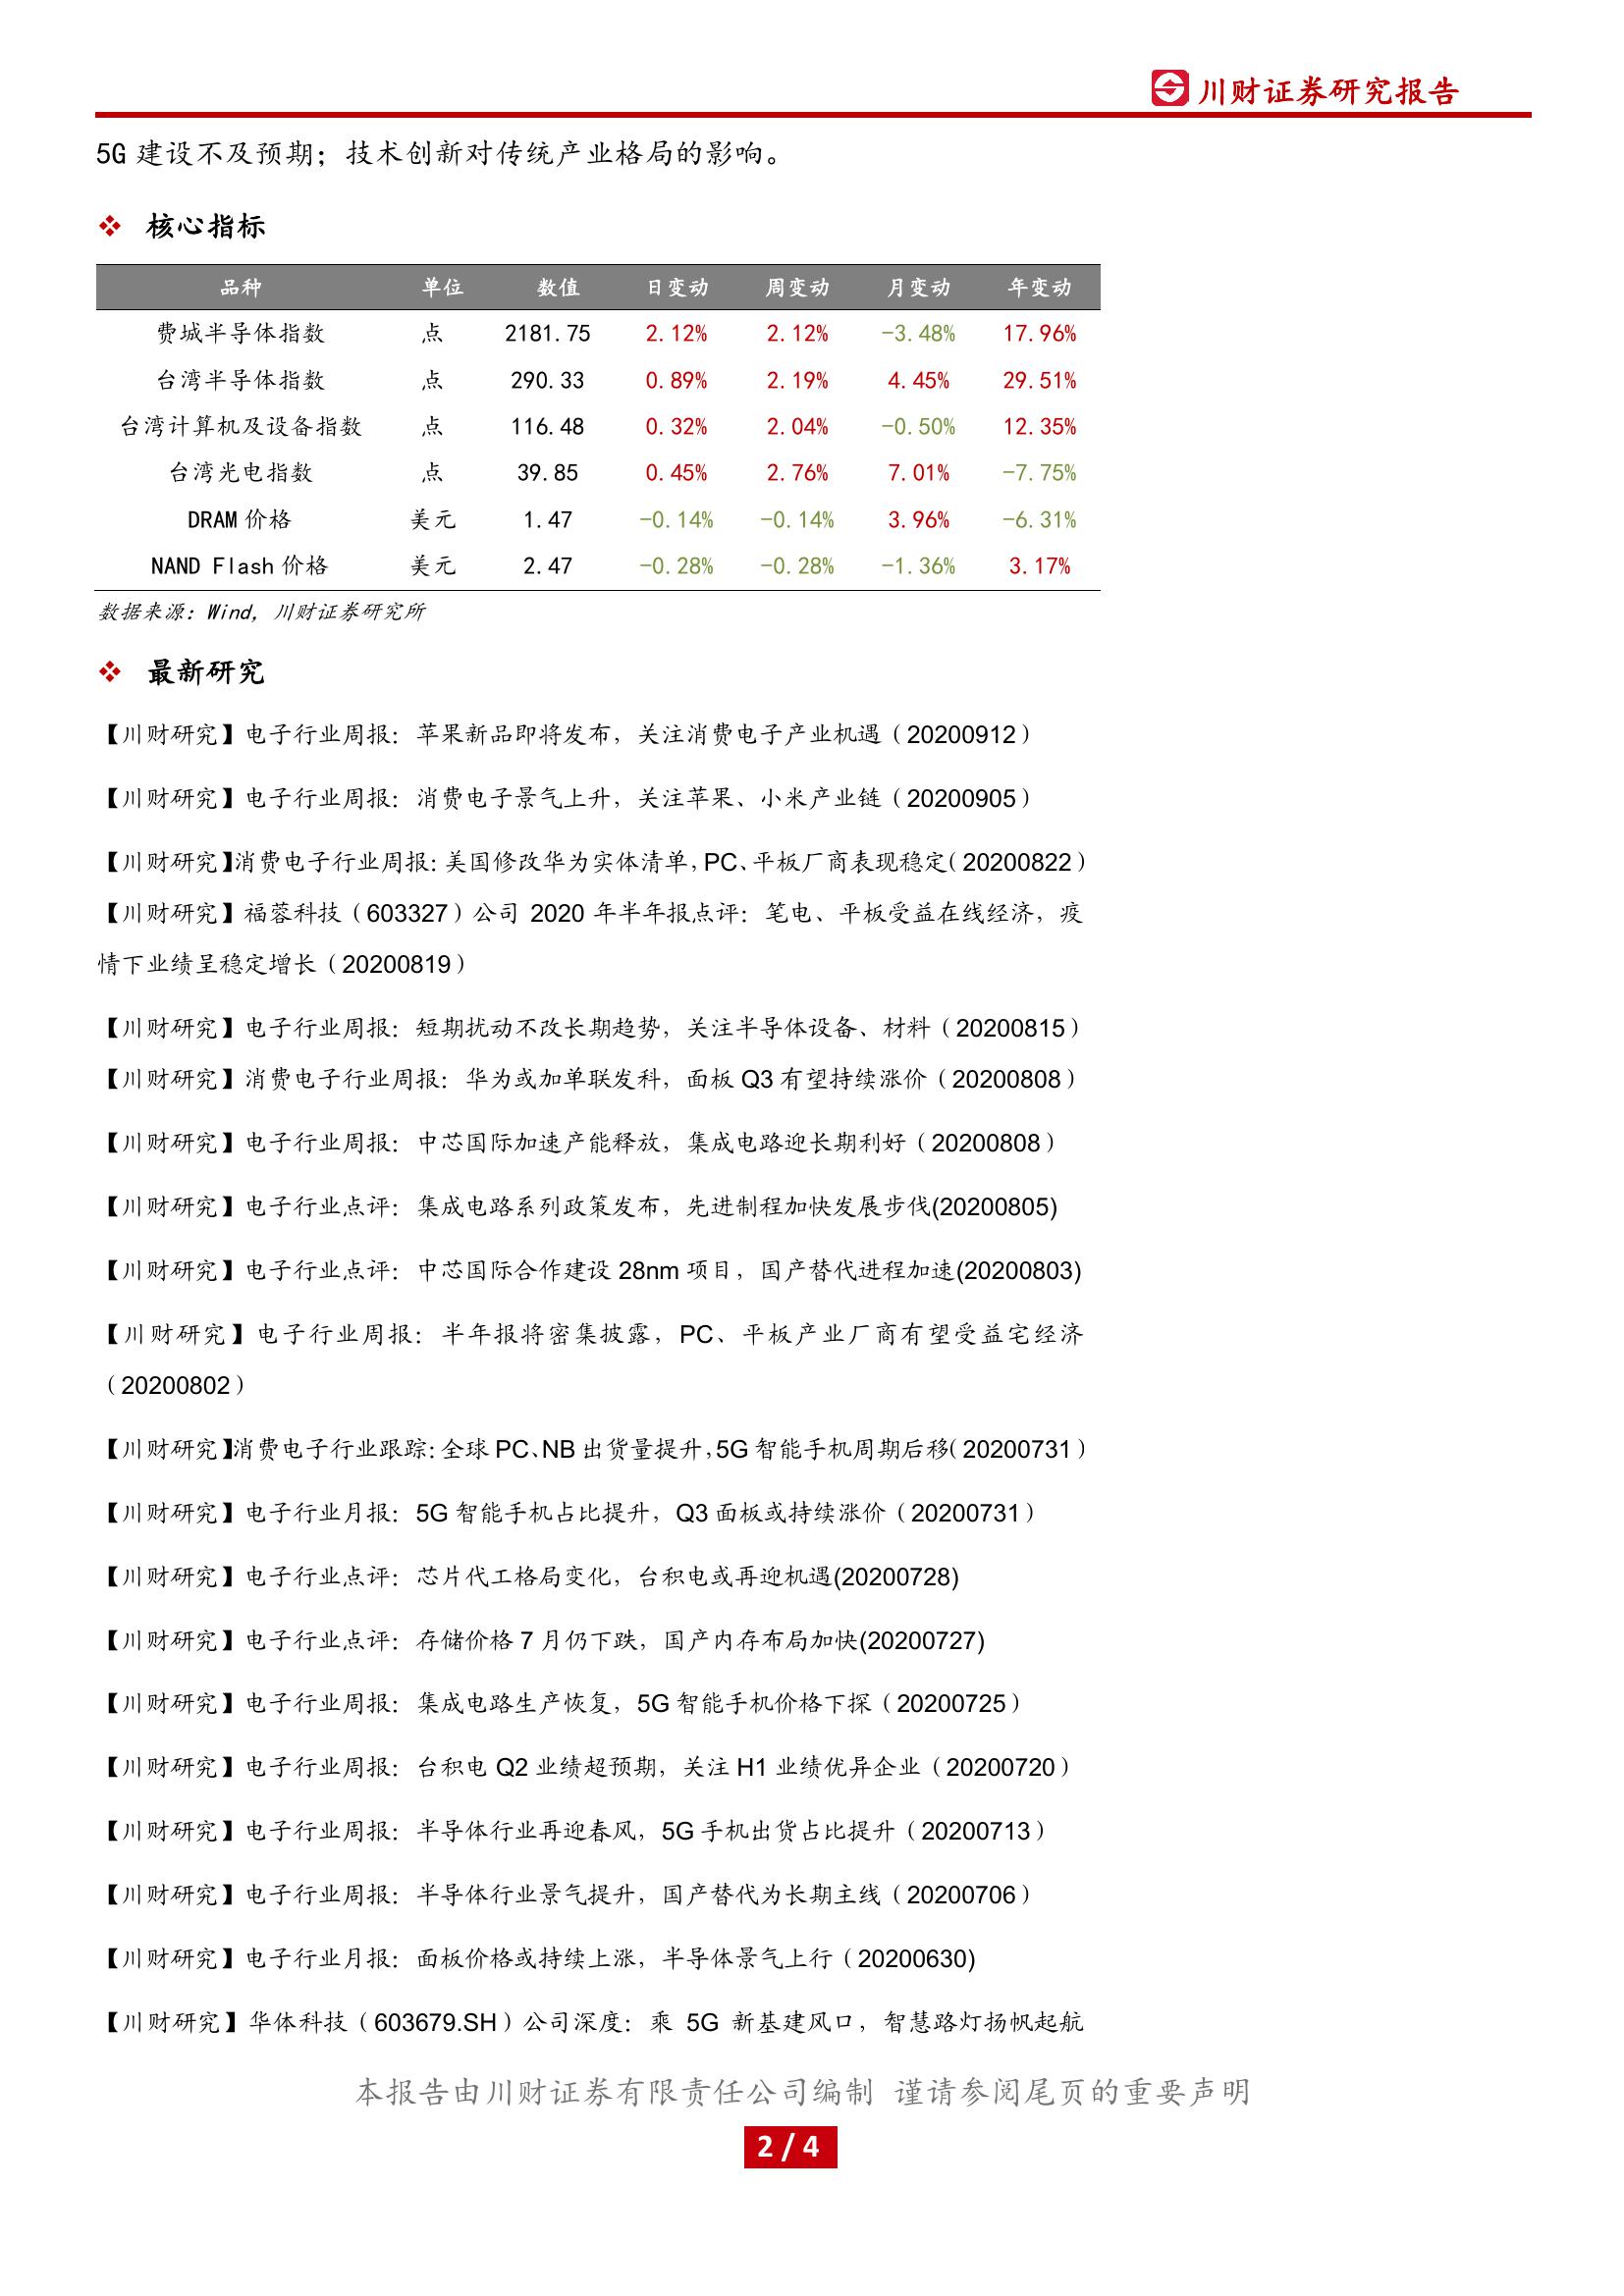 川财证券研究报告
5G 建设不及预期；技术创新对传统产业格局的影响。
❖ 核心指标
品种 单位 数值 日变动 周变动 月变动 年变动
费城半导体指数 点 2181.75 2.12% 2.12% -3.48% 17.96%
台湾半导体指数 点 290.33 0.89% 2.19% 4.45% 29.51%
台湾计算机及设备指数 点 116.48 0.32% 2.04% -0.50% 12.35%
台湾光电指数 点 39.85 0.45% 2.76% 7.01% -7.75%
DRAM 价格 美元 1.47 -0.14% -0.14% 3.96% -6.31%
NAND Flash 价格 美元 2.47 -0.28% -0.28% -1.36% 3.17%
数据来源：Wind，川财证券研究所
❖ 最新研究
【川财研究】电子行业周报：苹果新品即将发布，关注消费电子产业机遇（20200912）
【川财研究】电子行业周报：消费电子景气上升，关注苹果、小米产业链（20200905）
【川财研究】消费电子行业周报：美国修改华为实体清单，PC、平板厂商表现稳定（20200822）
【川财研究】福蓉科技（603327）公司 2020 年半年报点评：笔电、平板受益在线经济，疫
情下业绩呈稳定增长（20200819）
【川财研究】电子行业周报：短期扰动不改长期趋势，关注半导体设备、材料（20200815）
【川财研究】消费电子行业周报：华为或加单联发科，面板 Q3 有望持续涨价（20200808）
【川财研究】电子行业周报：中芯国际加速产能释放，集成电路迎长期利好（20200808）
【川财研究】电子行业点评：集成电路系列政策发布，先进制程加快发展步伐(20200805)
【川财研究】电子行业点评：中芯国际合作建设 28nm 项目，国产替代进程加速(20200803)
【川财研究】电子行业周报：半年报将密集披露，PC、平板产业厂商有望受益宅经济
（20200802）
【川财研究】消费电子行业跟踪：全球 PC、NB 出货量提升，5G 智能手机周期后移（20200731）
【川财研究】电子行业月报：5G 智能手机占比提升，Q3 面板或持续涨价（20200731）
【川财研究】电子行业点评：芯片代工格局变化，台积电或再迎机遇(20200728)
【川财研究】电子行业点评：存储价格 7 月仍下跌，国产内存布局加快(20200727)
【川财研究】电子行业周报：集成电路生产恢复，5G 智能手机价格下探（20200725）
【川财研究】电子行业周报：台积电 Q2 业绩超预期，关注 H1 业绩优异企业（20200720）
【川财研究】电子行业周报：半导体行业再迎春风，5G 手机出货占比提升（20200713）
【川财研究】电子行业周报：半导体行业景气提升，国产替代为长期主线（20200706）
【川财研究】电子行业月报：面板价格或持续上涨，半导体景气上行（20200630)
【川财研究】华体科技（603679.SH）公司深度：乘 5G 新基建风口，智慧路灯扬帆起航
本报告由川财证券有限责任公司编制 谨请参阅尾页的重要声明
2 / 4